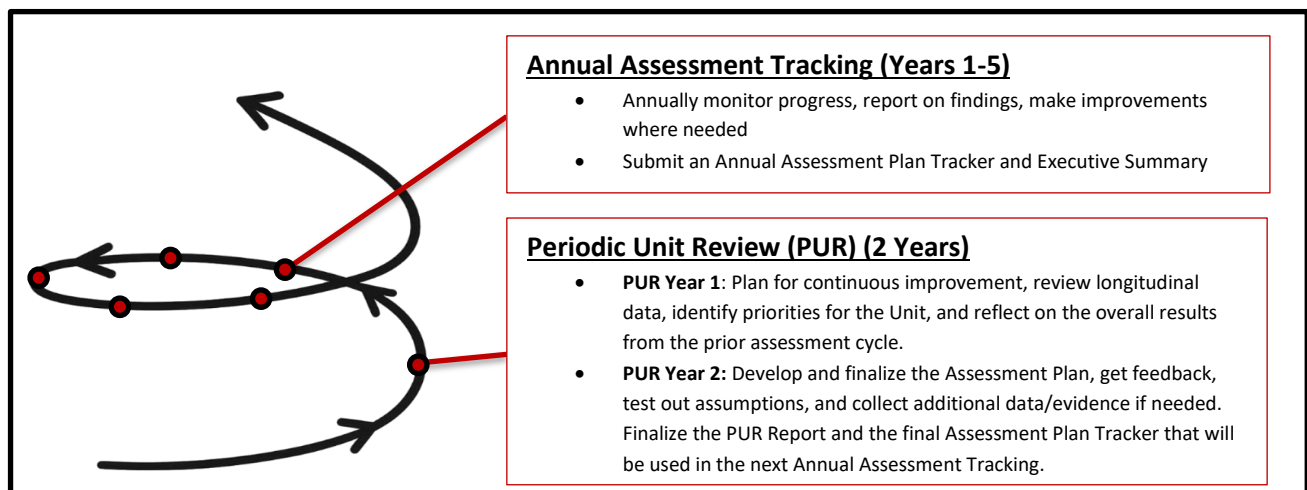 Annual Assessment Tracking (Years 1-5)
• Annually monitor progress, report on findings, make improvements
where needed
• Submit an Annual Assessment Plan Tracker and Executive Summary
Periodic Unit Review (PUR) (2 Years)
• PUR Year 1: Plan for continuous improvement, review longitudinal
data, identify priorities for the Unit, and reflect on the overall results
from the prior assessment cycle.
• PUR Year 2: Develop and finalize the Assessment Plan, get feedback,
test out assumptions, and collect additional data/evidence if needed.
Finalize the PUR Report and the final Assessment Plan Tracker that will
be used in the next Annual Assessment Tracking.